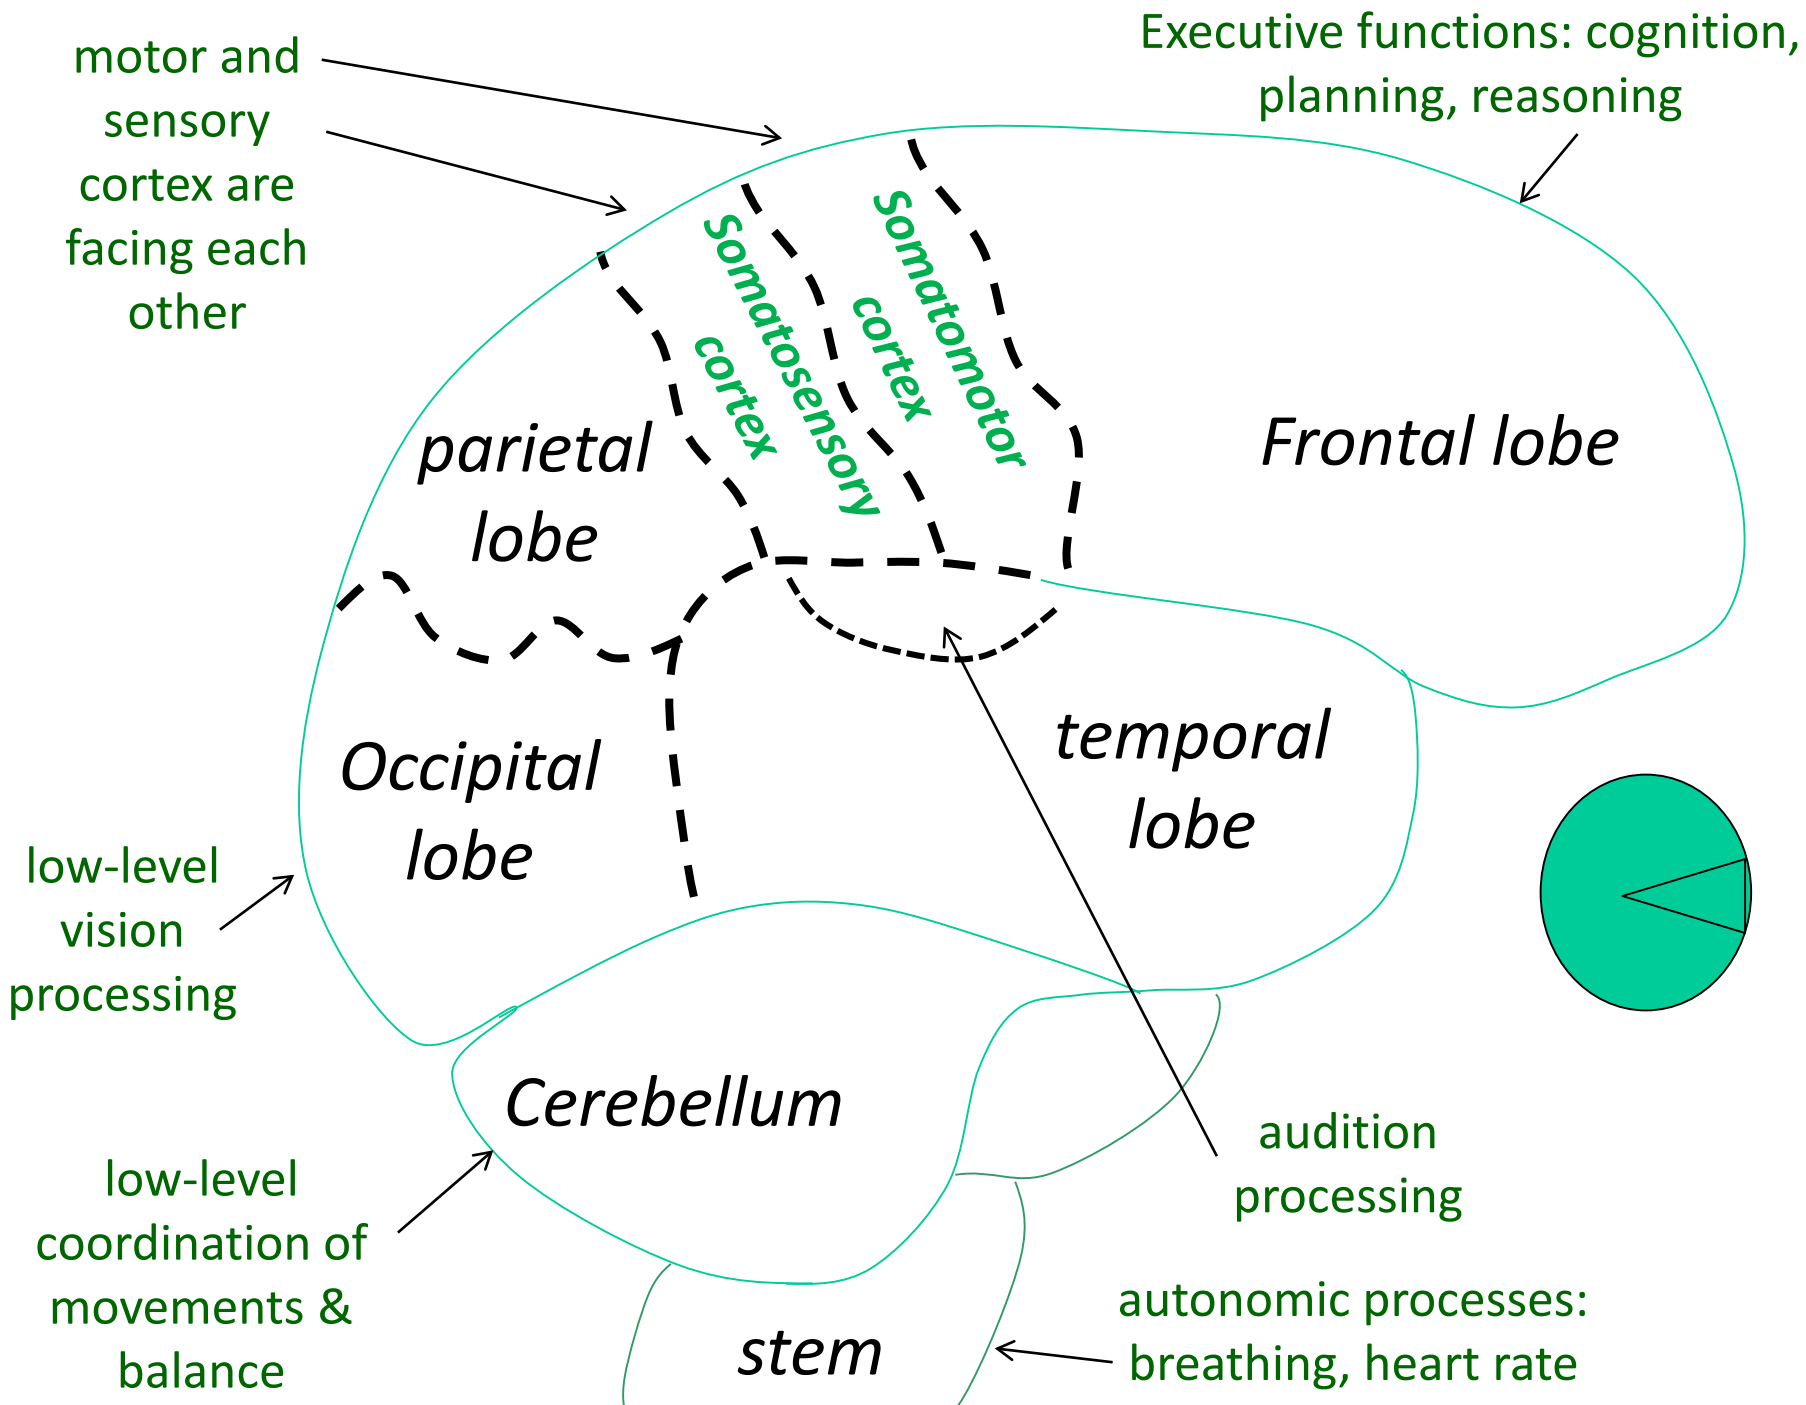 motor and
sensory
cortex are
facing each
other
Executive functions: cognition,
planning, reasoning
Somatosensory
cortex
Somatomotor
cortex
parietal
lobe
Frontal lobe
Occipital
lobe
temporal
lobe
low-level
vision
processing
Cerebellum
low-level
coordination of
movements &
balance
audition
processing
stem
autonomic processes:
breathing, heart rate